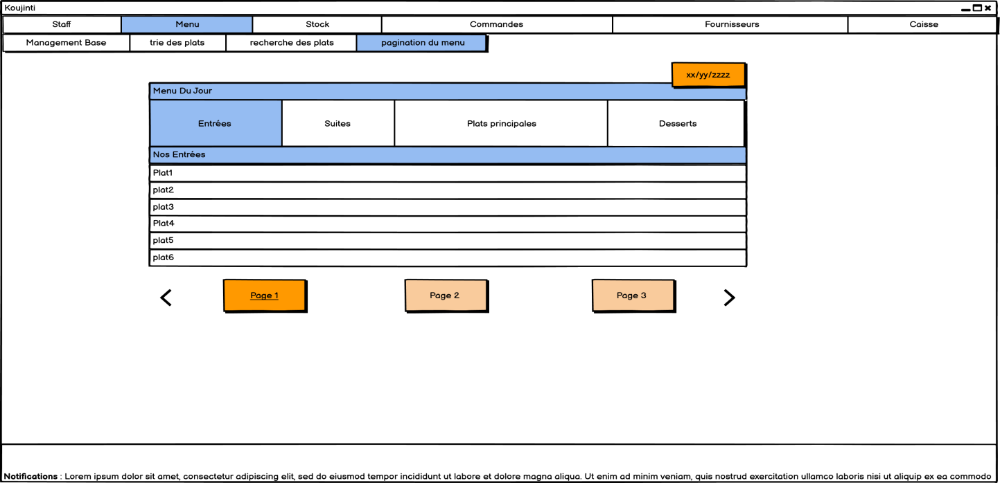 Koujinti
Staff Menu Stock Commandes Fournisseurs Caisse
Management Base trie des plats recherche des plats pagination du menu
xx/yy/zzzz
Menu Du Jour
Entrées Suites Plats principales Desserts
Nos Entrées
Plat1
plat2
plat3
Plat4
plat5
plat6
Page 1 Page 2 Page 3
Notifications : Lorem ipsum dolor sit amet, consectetur adipiscing elit, sed do eiusmod tempor incididunt ut labore et dolore magna aliqua. Ut enim ad minim veniam, quis nostrud exercitation ullamco laboris nisi ut aliquip ex ea commodo